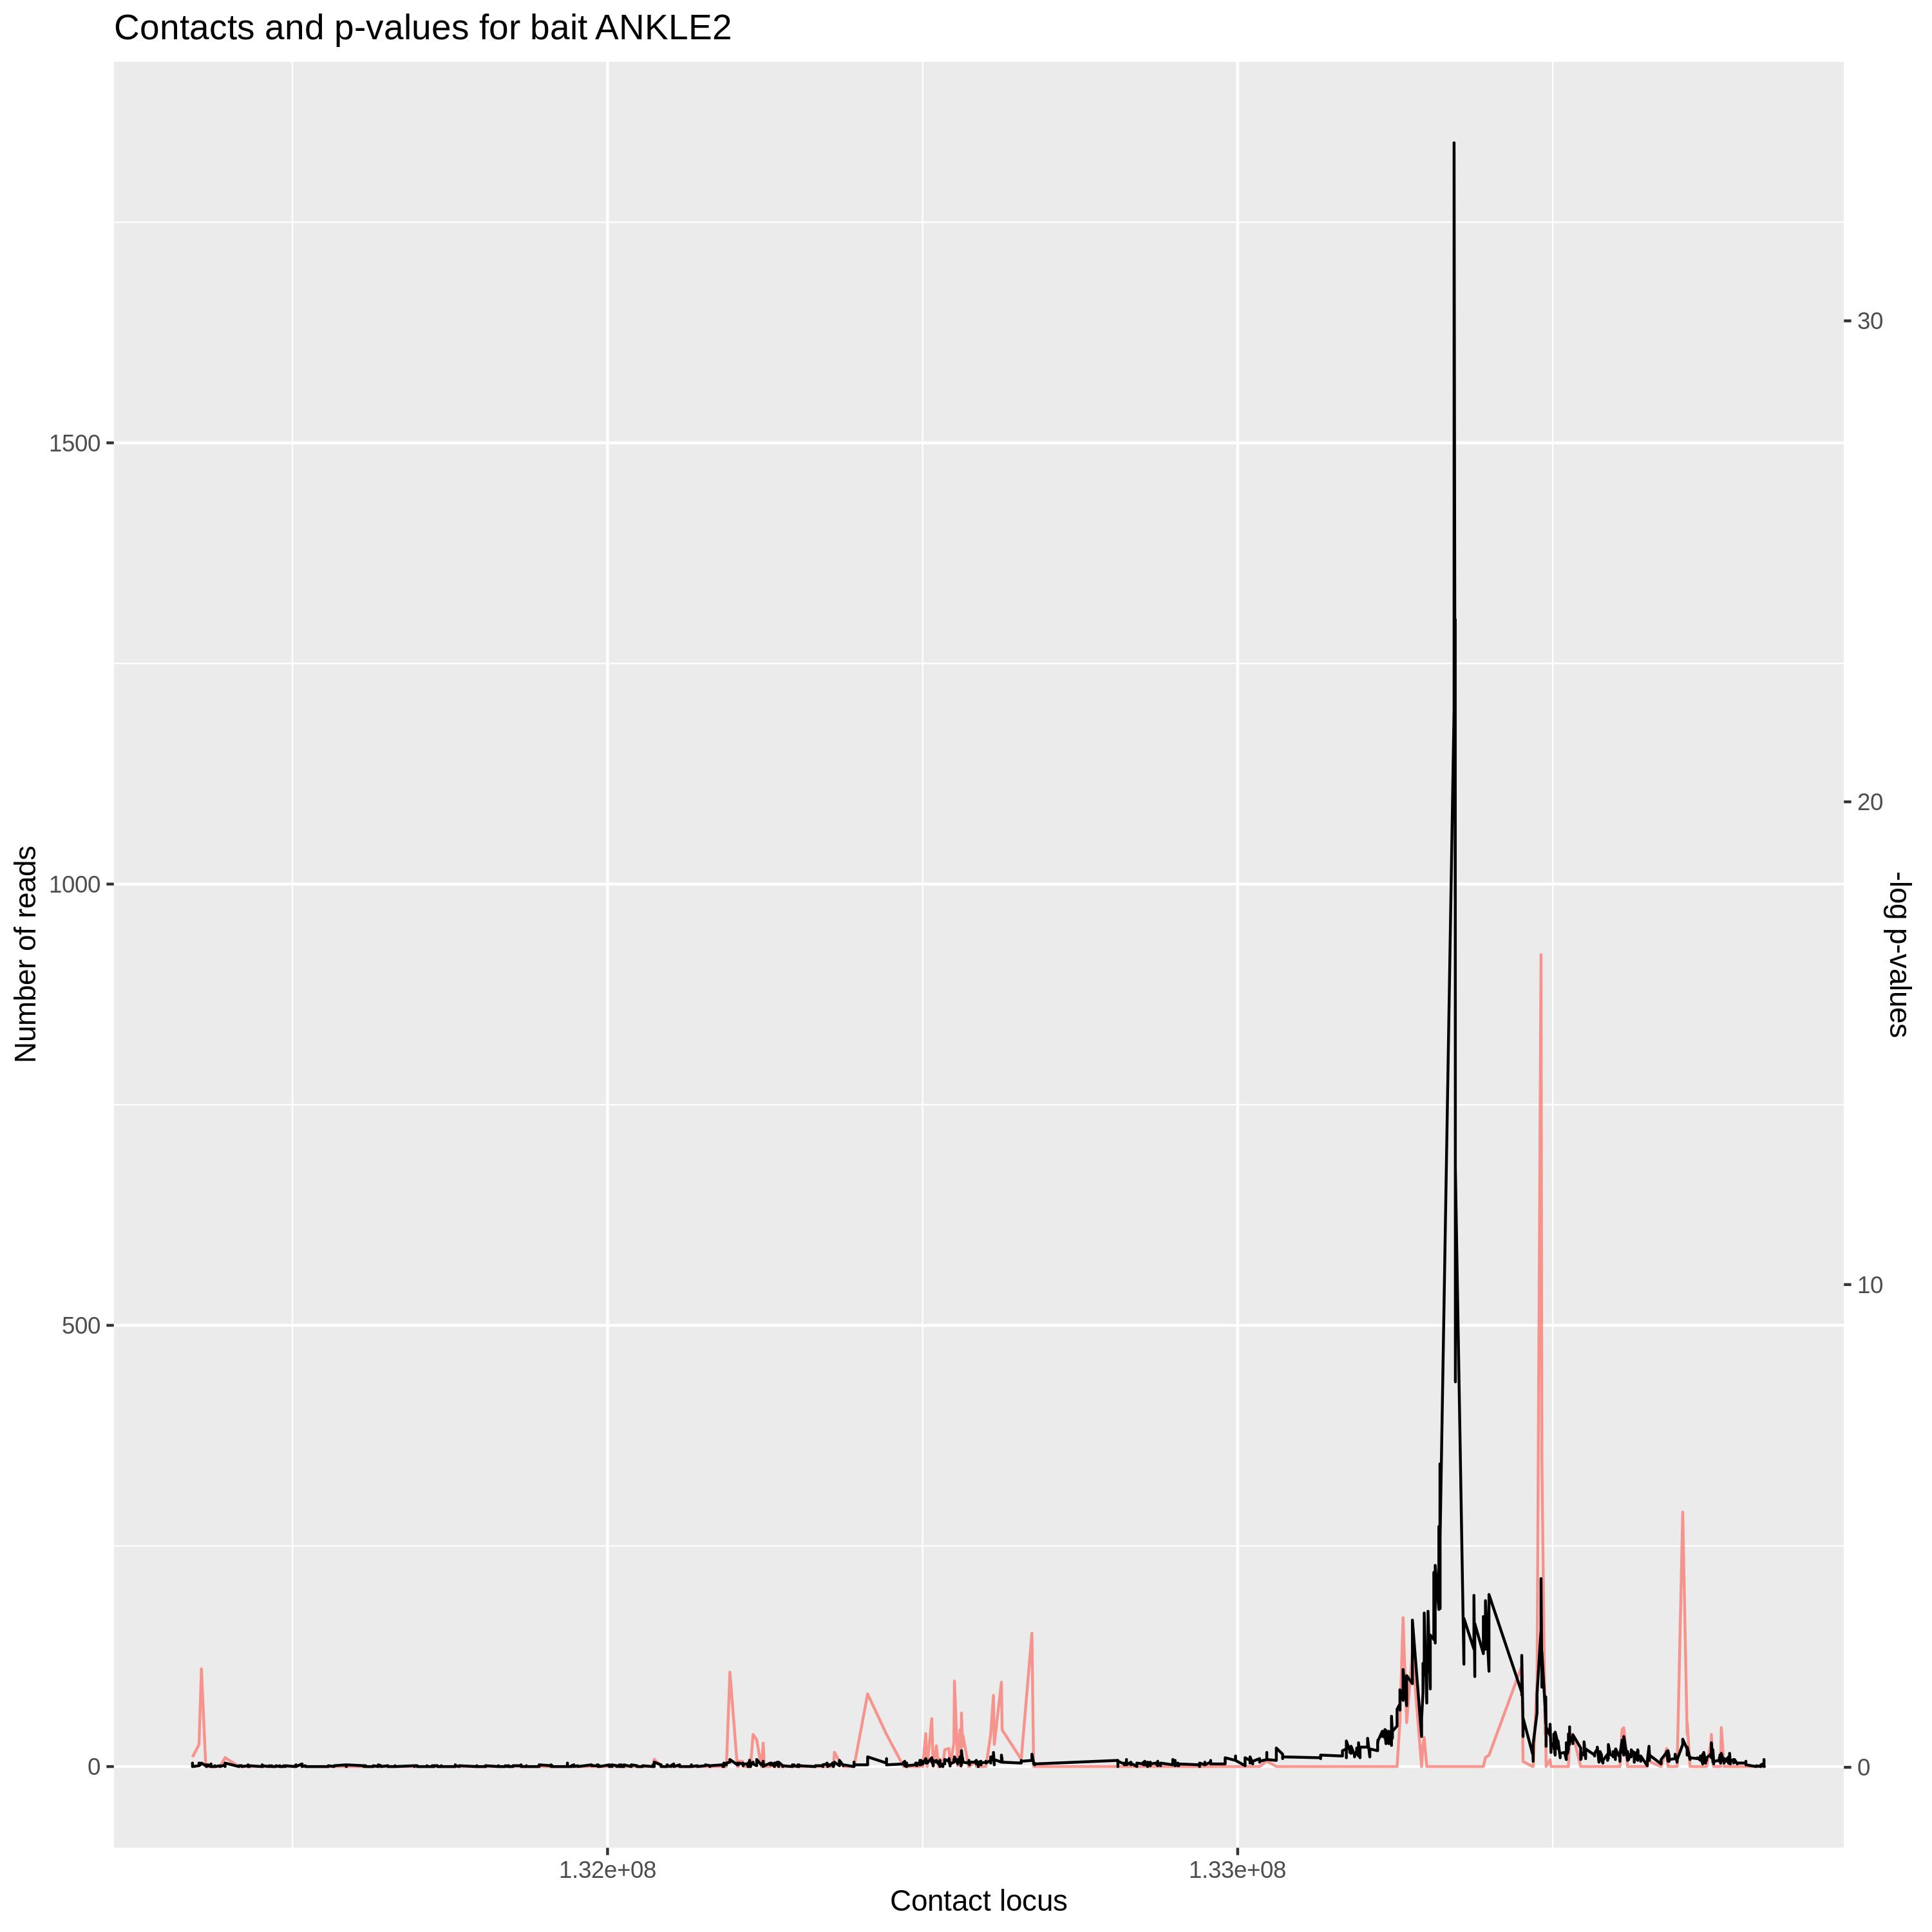 Contacts and p-values for bait ANKLE2
Number of reads
1500
1000
500
0
30
20
10
0
-log p-values
1.32e+08
1.33e+08
Contact locus